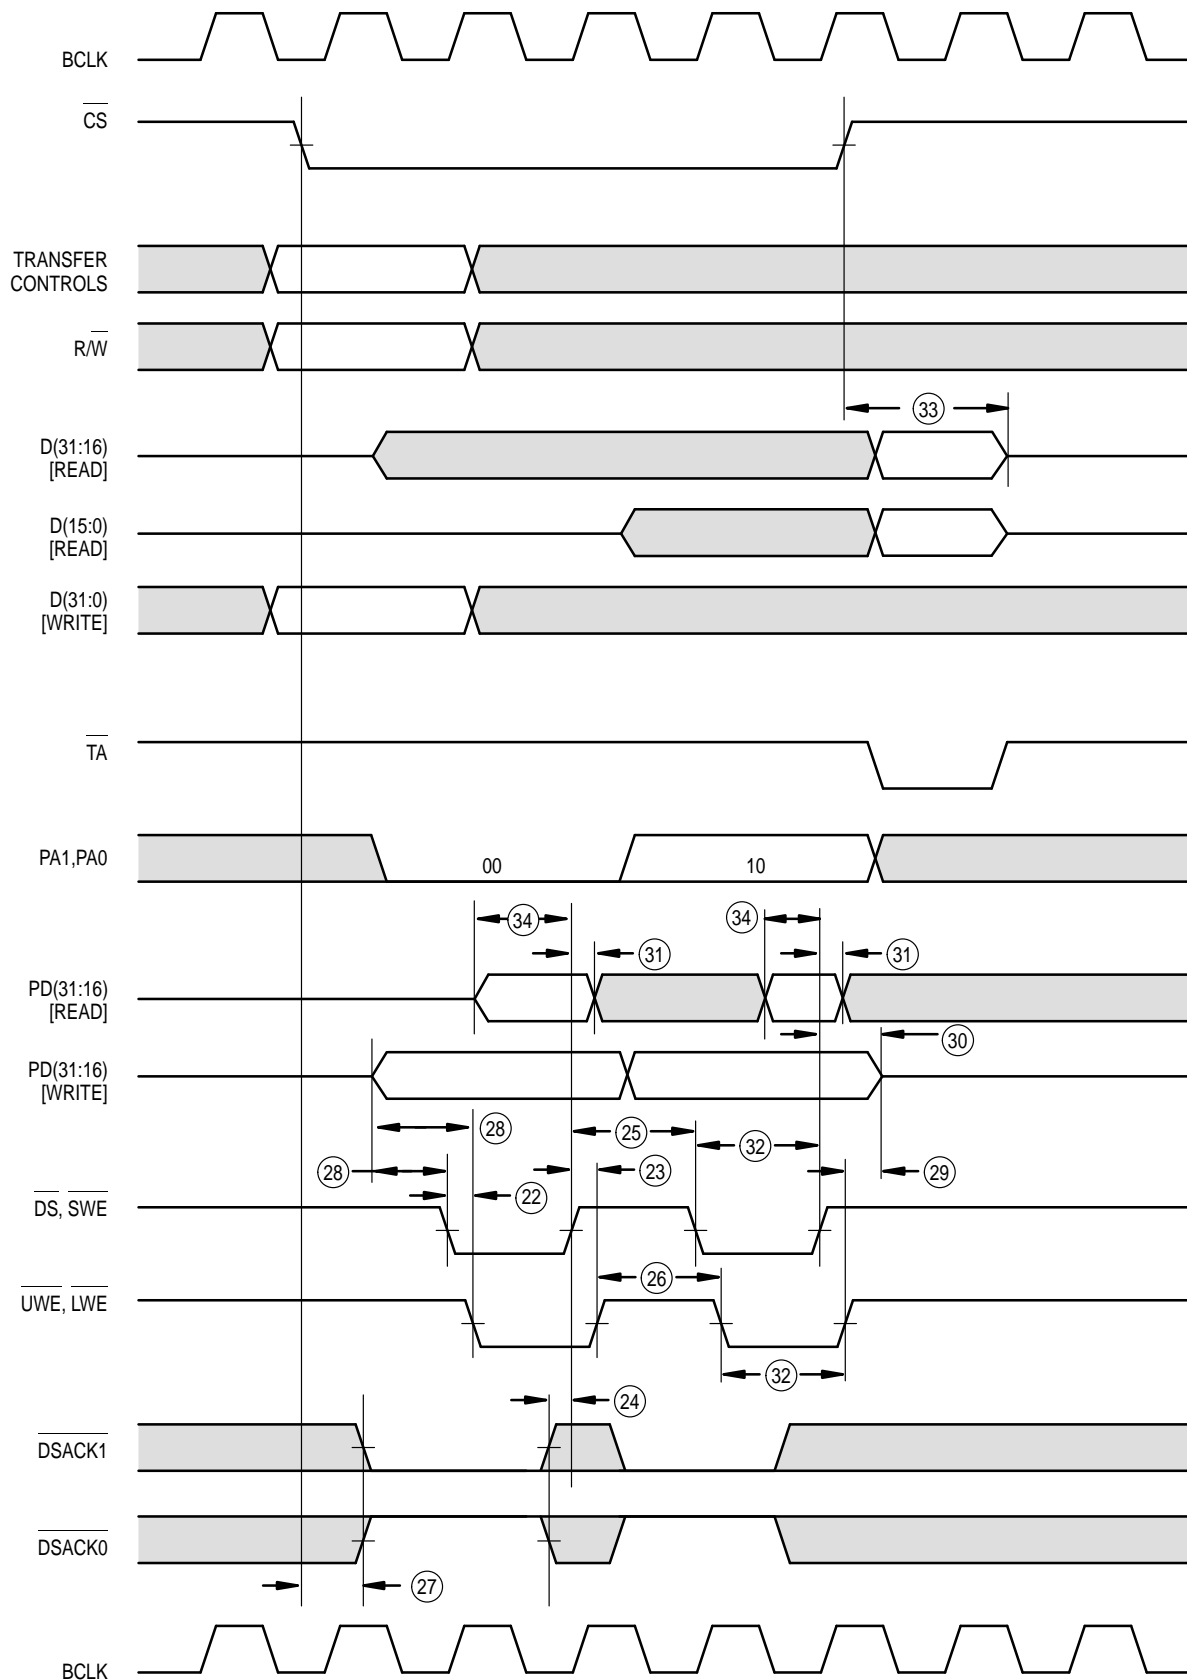 BCLK
CS
TRANSFER
CONTROLS
R/W
33
D(31:16)
[READ]
D(15:0)
[READ]
D(31:0)
[WRITE]
TA
PA1,PA0
00
10
34
34
31
31
PD(31:16)
[READ]
30
PD(31:16)
[WRITE]
28
25
32
28
22
23
29
DS, SWE
26
UWE, LWE
32
24
DSACK1
DSACK0
27
BCLK